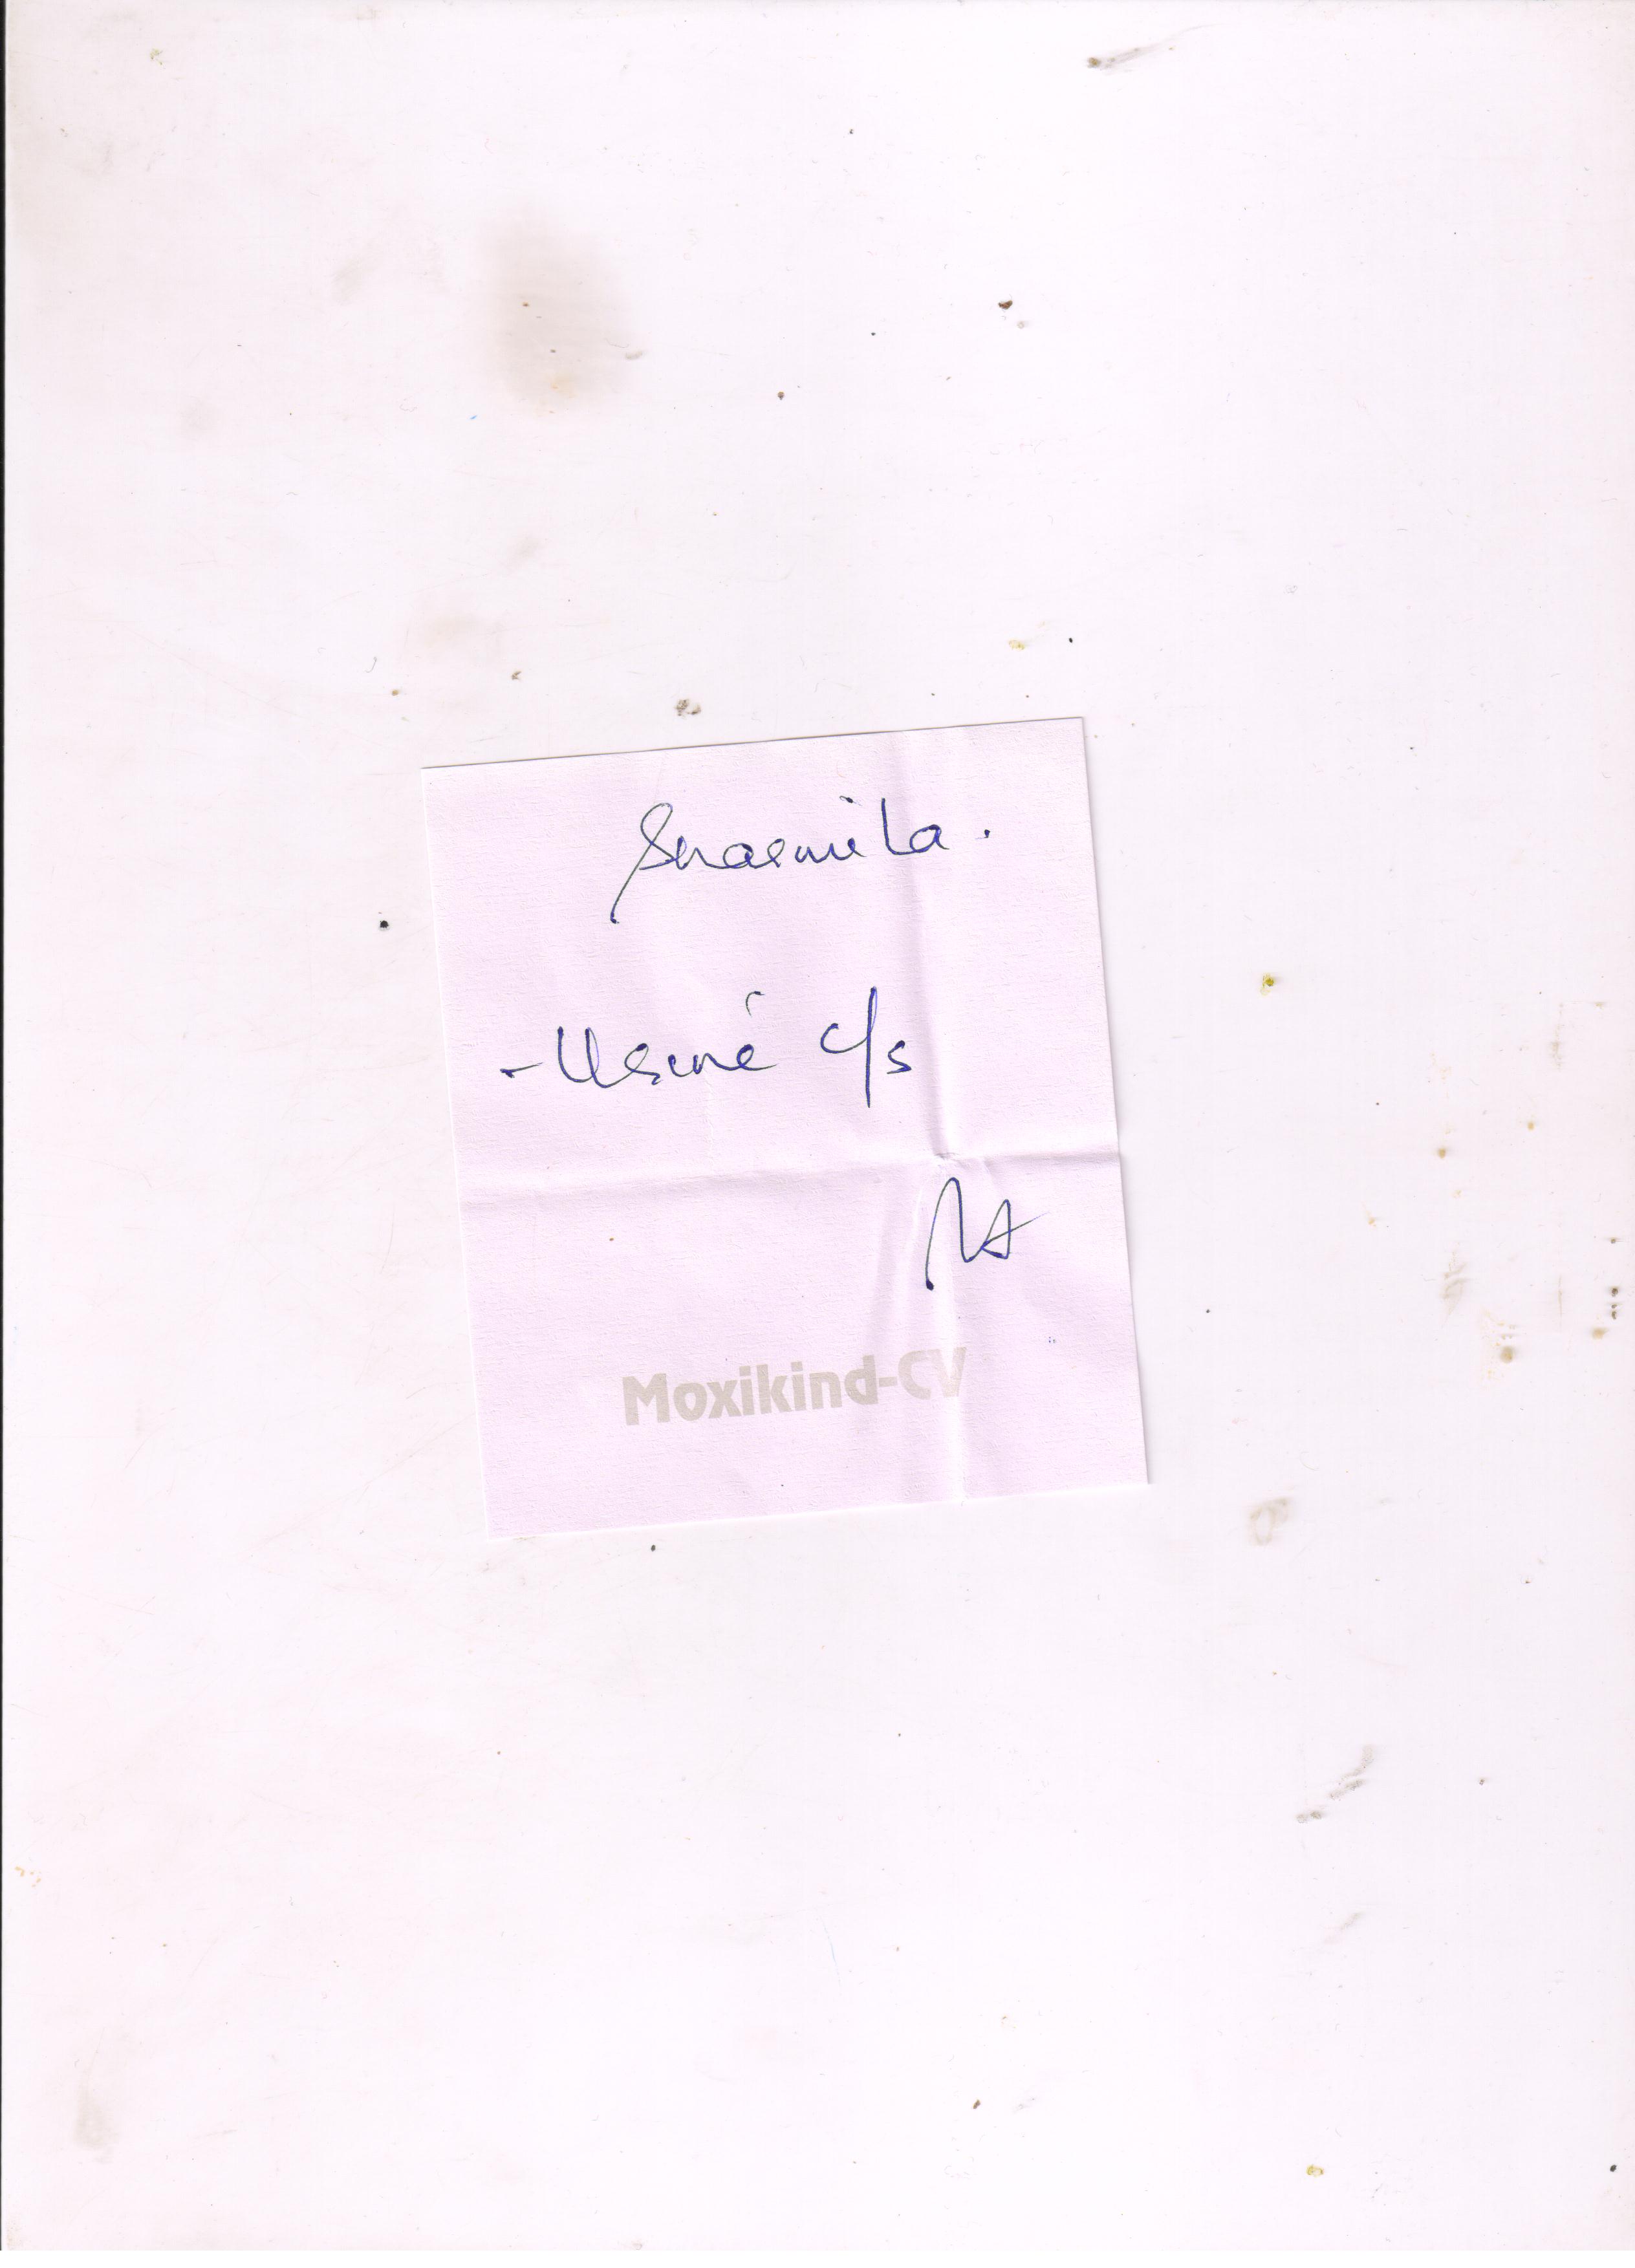 Sharmila.
- Urine C/s
Moxikind-CV